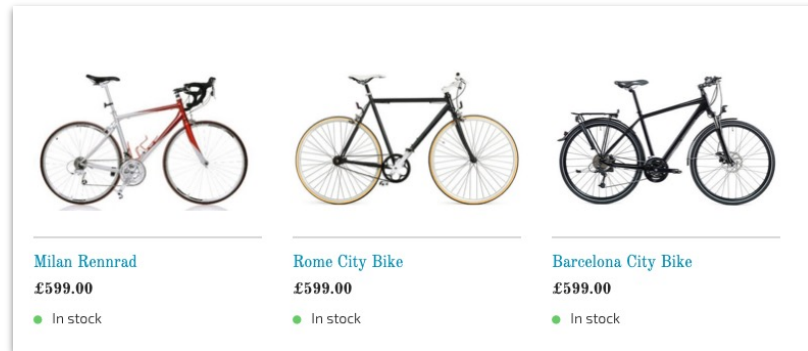 Milan Rennrad
£599.00
In stock
Rome City Bike
£599.00
In stock
Barcelona City Bike
£599.00
In stock